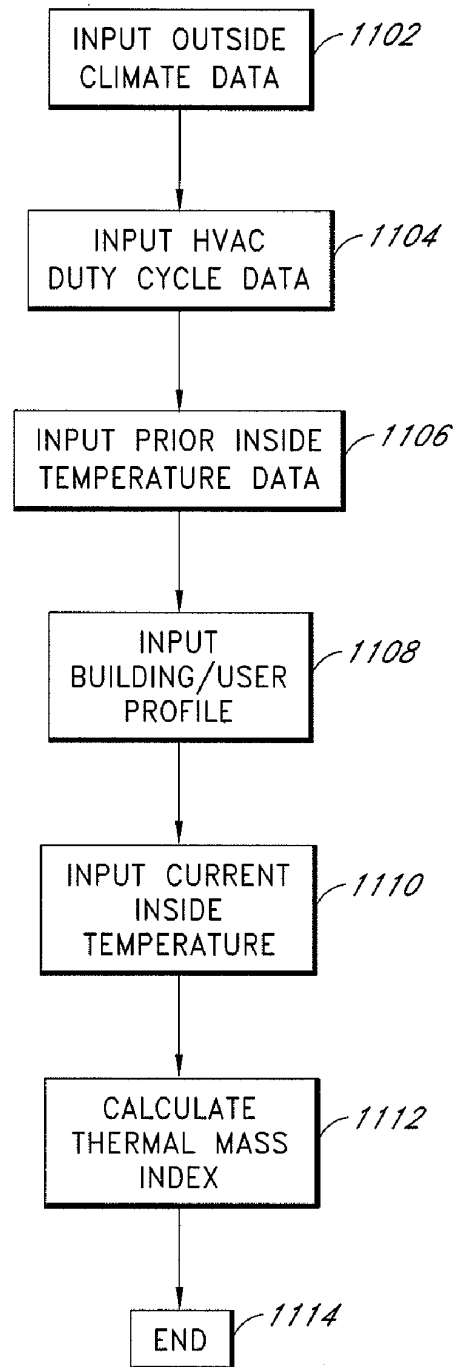 INPUT OUTSIDE
CLIMATE DATA
1102
INPUT HVAC
DUTY CYCLE DATA
1104
INPUT PRIOR INSIDE
TEMPERATURE DATA
1106
INPUT
BUILDING/USER
PROFILE
1108
INPUT CURRENT
INSIDE
TEMPERATURE
1110
CALCULATE
THERMAL MASS
INDEX
1112
END
1114